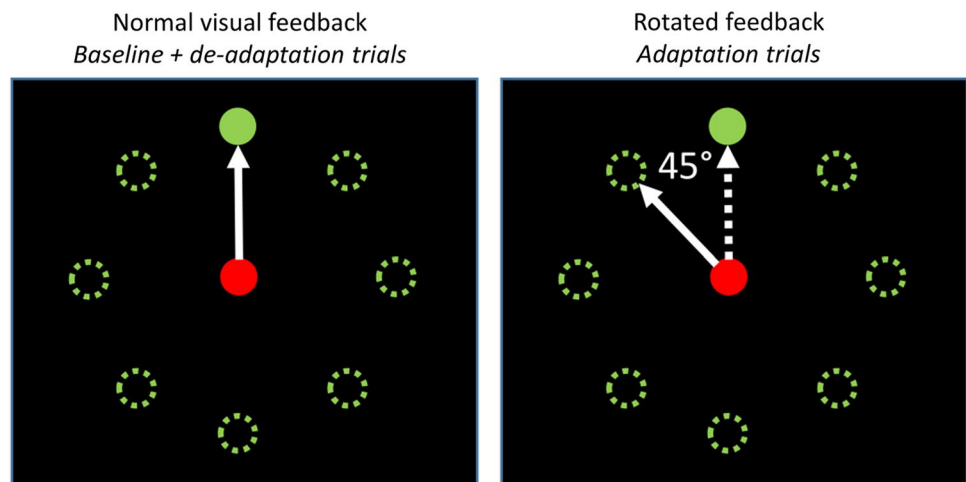 Normal visual feedback
Baseline + de-adaptation trials
Rotated feedback
Adaptation trials
45°